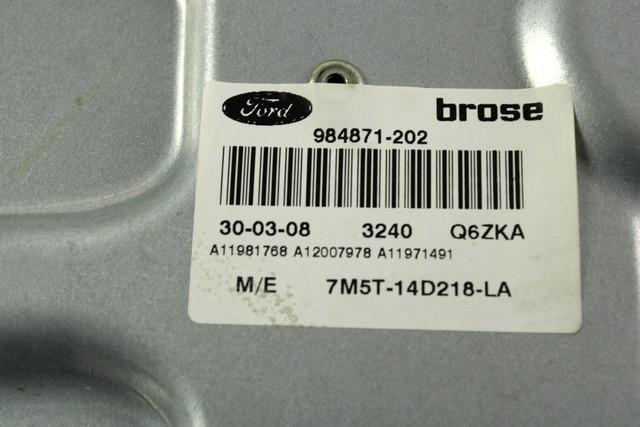 Ford brose
984871-202
30-03-08 3240 Q6ZKA
A11981768 A12007978 A11971491
M/E 7M5T-14D218-LA